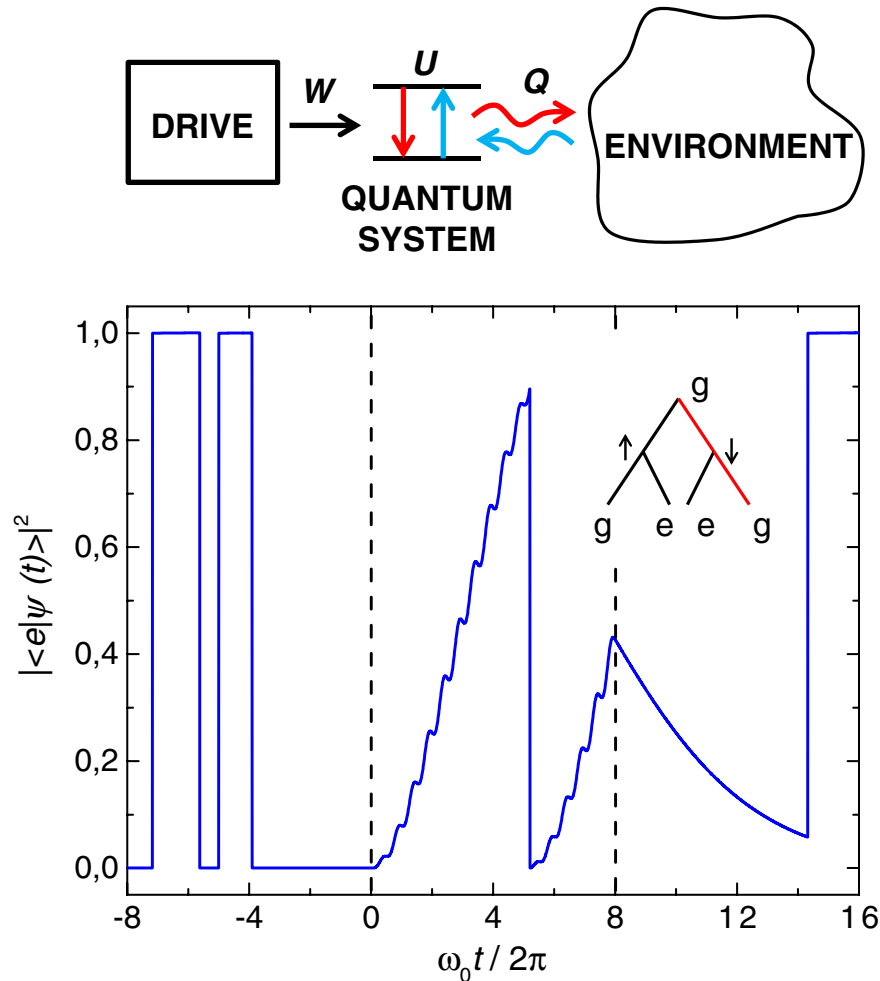 W
U
Q
DRIVE
ENVIRONMENT
QUANTUM
SYSTEM
|<e|ψ (t)>|²
1,0
0,8
0,6
0,4
0,2
0,0
g
↑
↓
g e e g
-8 -4 0 4 8 12 16
ω₀t / 2π